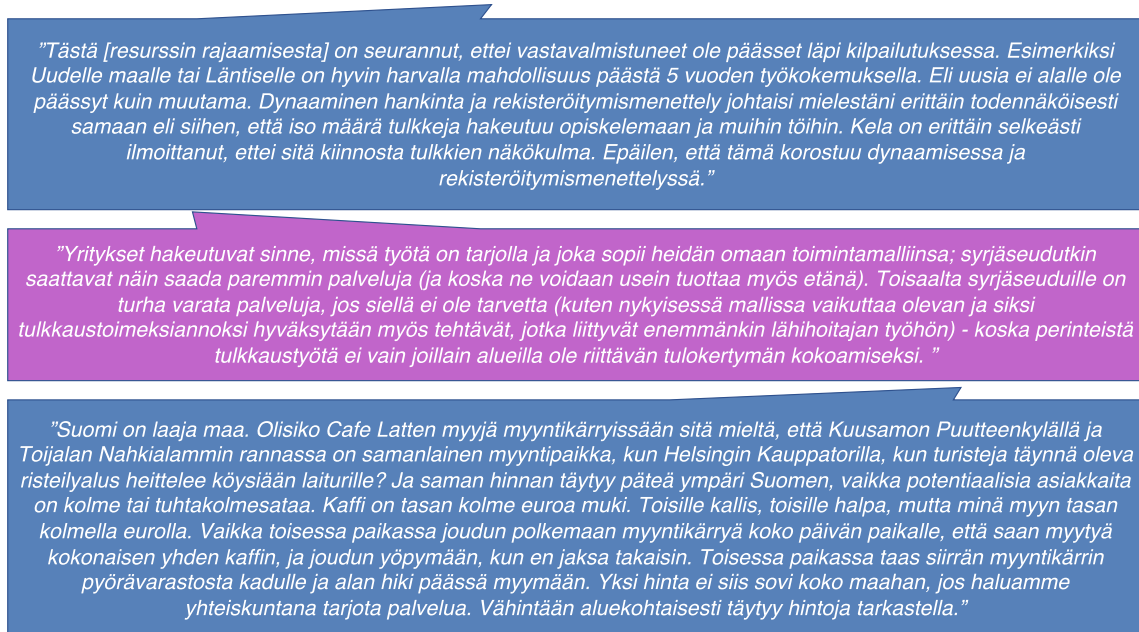 ”Tästä [resurssin rajaamisesta] on seurannut, ettei vastavalmistuneet ole päässet läpi kilpailutuksessa. Esimerkiksi
Uudelle maalle tai Läntiselle on hyvin harvalla mahdollisuus päästä 5 vuoden työkokemuksella. Eli uusia ei alalle ole
päässyt kuin muutama. Dynaaminen hankinta ja rekisteröitymismenettely johtaisi mielestäni erittäin todennäköisesti
samaan eli siihen, että iso määrä tulkkeja hakeutuu opiskelemaan ja muihin töihin. Kela on erittäin selkeästi
ilmoittanut, ettei sitä kiinnosta tulkkien näkökulma. Epäilen, että tämä korostuu dynaamisessa ja
rekisteröitymismenettelyssä.”
”Yritykset hakeutuvat sinne, missä työtä on tarjolla ja joka sopii heidän omaan toimintamalliinsa; syrjäseudutkin
saattavat näin saada paremmin palveluja (ja koska ne voidaan usein tuottaa myös etänä). Toisaalta syrjäseuduille on
turha varata palveluja, jos siellä ei ole tarvetta (kuten nykyisessä mallissa vaikuttaa olevan ja siksi
tulkkaustoimeksiannoksi hyväksytään myös tehtävät, jotka liittyvät enemmänkin lähihoitajan työhön) - koska perinteistä
tulkkaustyötä ei vain joillain alueilla ole riittävän tulokertymän kokoamiseksi. ”
”Suomi on laaja maa. Olisiko Cafe Latten myyjä myyntikärryissään sitä mieltä, että Kuusamon Puutteenkylällä ja
Toijalan Nahkialammin rannassa on samanlainen myyntipaikka, kun Helsingin Kauppatorilla, kun turisteja täynnä oleva
risteilyalus heittelee köysiään laiturille? Ja saman hinnan täytyy päteä ympäri Suomen, vaikka potentiaalisia asiakkaita
on kolme tai tuhatakolmesataa. Kaffi on tasan kolme euroa muki. Toisille kallis, toisille halpa, mutta minä myyn tasan
kolmella eurolla. Vaikka toisessa paikassa joudun polkemaan myyntikärryä koko päivän paikalle, että saan myytyä
kokonaisen yhden kaffin, ja joudun yöpymään, kun en jaksa takaisin. Toisessa paikassa taas siirrän myyntikärrin
pyörävarastosta kadulle ja alan hiki päässä myymään. Yksi hinta ei siis sovi koko maahan, jos haluamme
yhteiskuntana tarjota palvelua. Vähintään aluekohtaisesti täytyy hintoja tarkastella.”